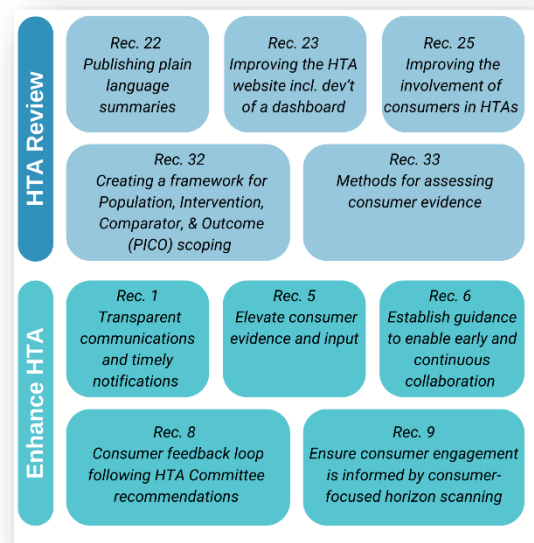 HTA Review
Rec. 22
Publishing plain
language
summaries
Rec. 23
Improving the HTA
website incl. dev't
of a dashboard
Rec. 25
Improving the
involvement of
consumers in HTAs
Rec. 32
Creating a framework for
Population, Intervention,
Comparator, & Outcome
(PICO) scoping
Rec. 33
Methods for assessing
consumer evidence
Enhance HTA
Rec. 1
Transparent
communications
and timely
notifications
Rec. 5
Elevate consumer
evidence and input
Rec. 6
Establish guidance
to enable early and
continuous
collaboration
Rec. 8
Consumer feedback loop
following HTA Committee
recommendations
Rec. 9
Ensure consumer engagement
is informed by consumer-
focused horizon scanning